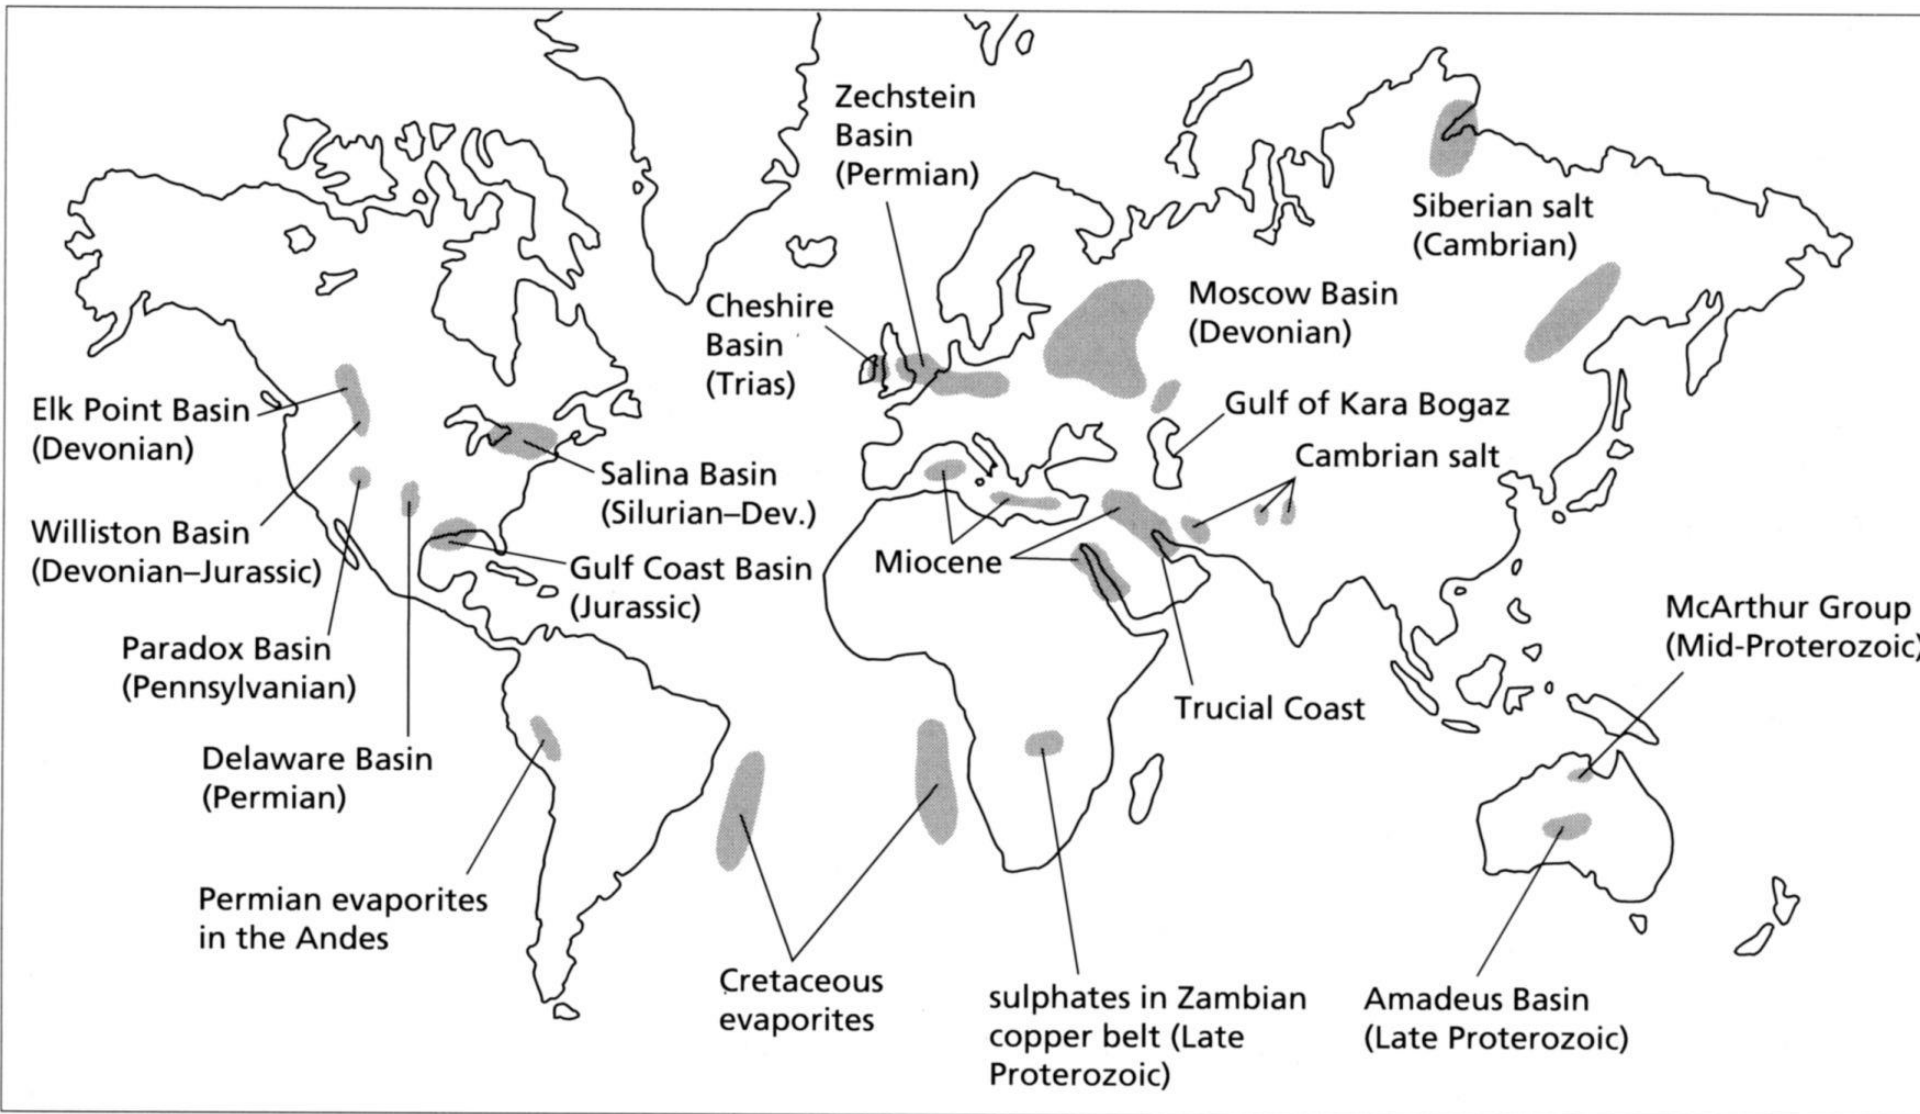 Zechstein
Basin
(Permian)
Siberian salt
(Cambrian)
Cheshire
Basin
(Trias)
Moscow Basin
(Devonian)
Elk Point Basin
(Devonian)
Gulf of Kara Bogaz
Cambrian salt
Salina Basin
(Silurian–Dev.)
Williston Basin
(Devonian–Jurassic)
Gulf Coast Basin
(Jurassic)
Miocene
McArthur Group
(Mid-Proterozoic)
Paradox Basin
(Pennsylvanian)
Trucial Coast
Delaware Basin
(Permian)
Permian evaporites
in the Andes
Cretaceous
evaporites
sulphates in Zambian
copper belt (Late
Proterozoic)
Amadeus Basin
(Late Proterozoic)